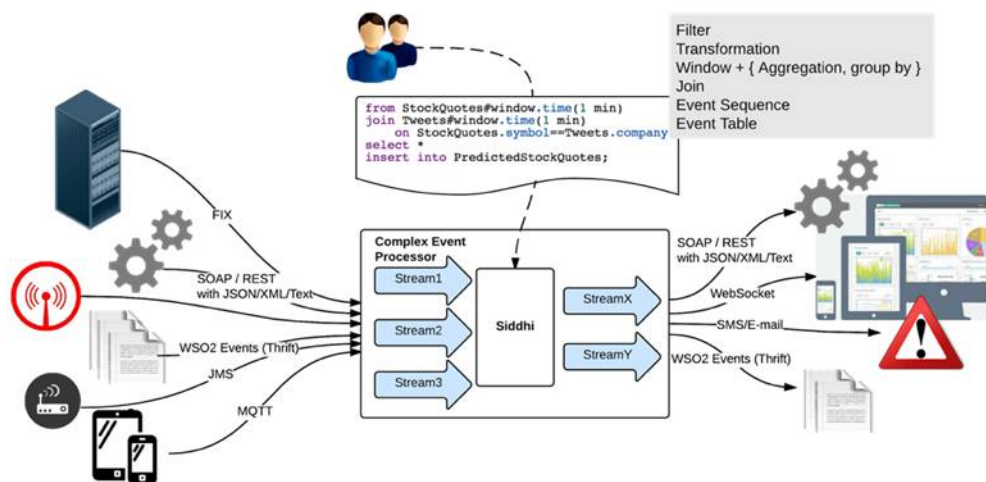 Filter
Transformation
Window + { Aggregation, group by }
Join
Event Sequence
Event Table
from StockQuotes#window.time(1 min)
join Tweets#window.time(1 min)
on StockQuotes.symbol==Tweets.company
select *
insert into PredictedStockQuotes;
FIX
SOAP / REST
with JSON/XML/Text
WSO2 Events (Thrift)
JMS
MQTT
Complex Event
Processor
Stream1
Stream2
Stream3
Siddhi
StreamX
StreamY
SOAP / REST
with JSON/XML/Text
WebSocket
SMS/E-mail
WSO2 Events (Thrift)